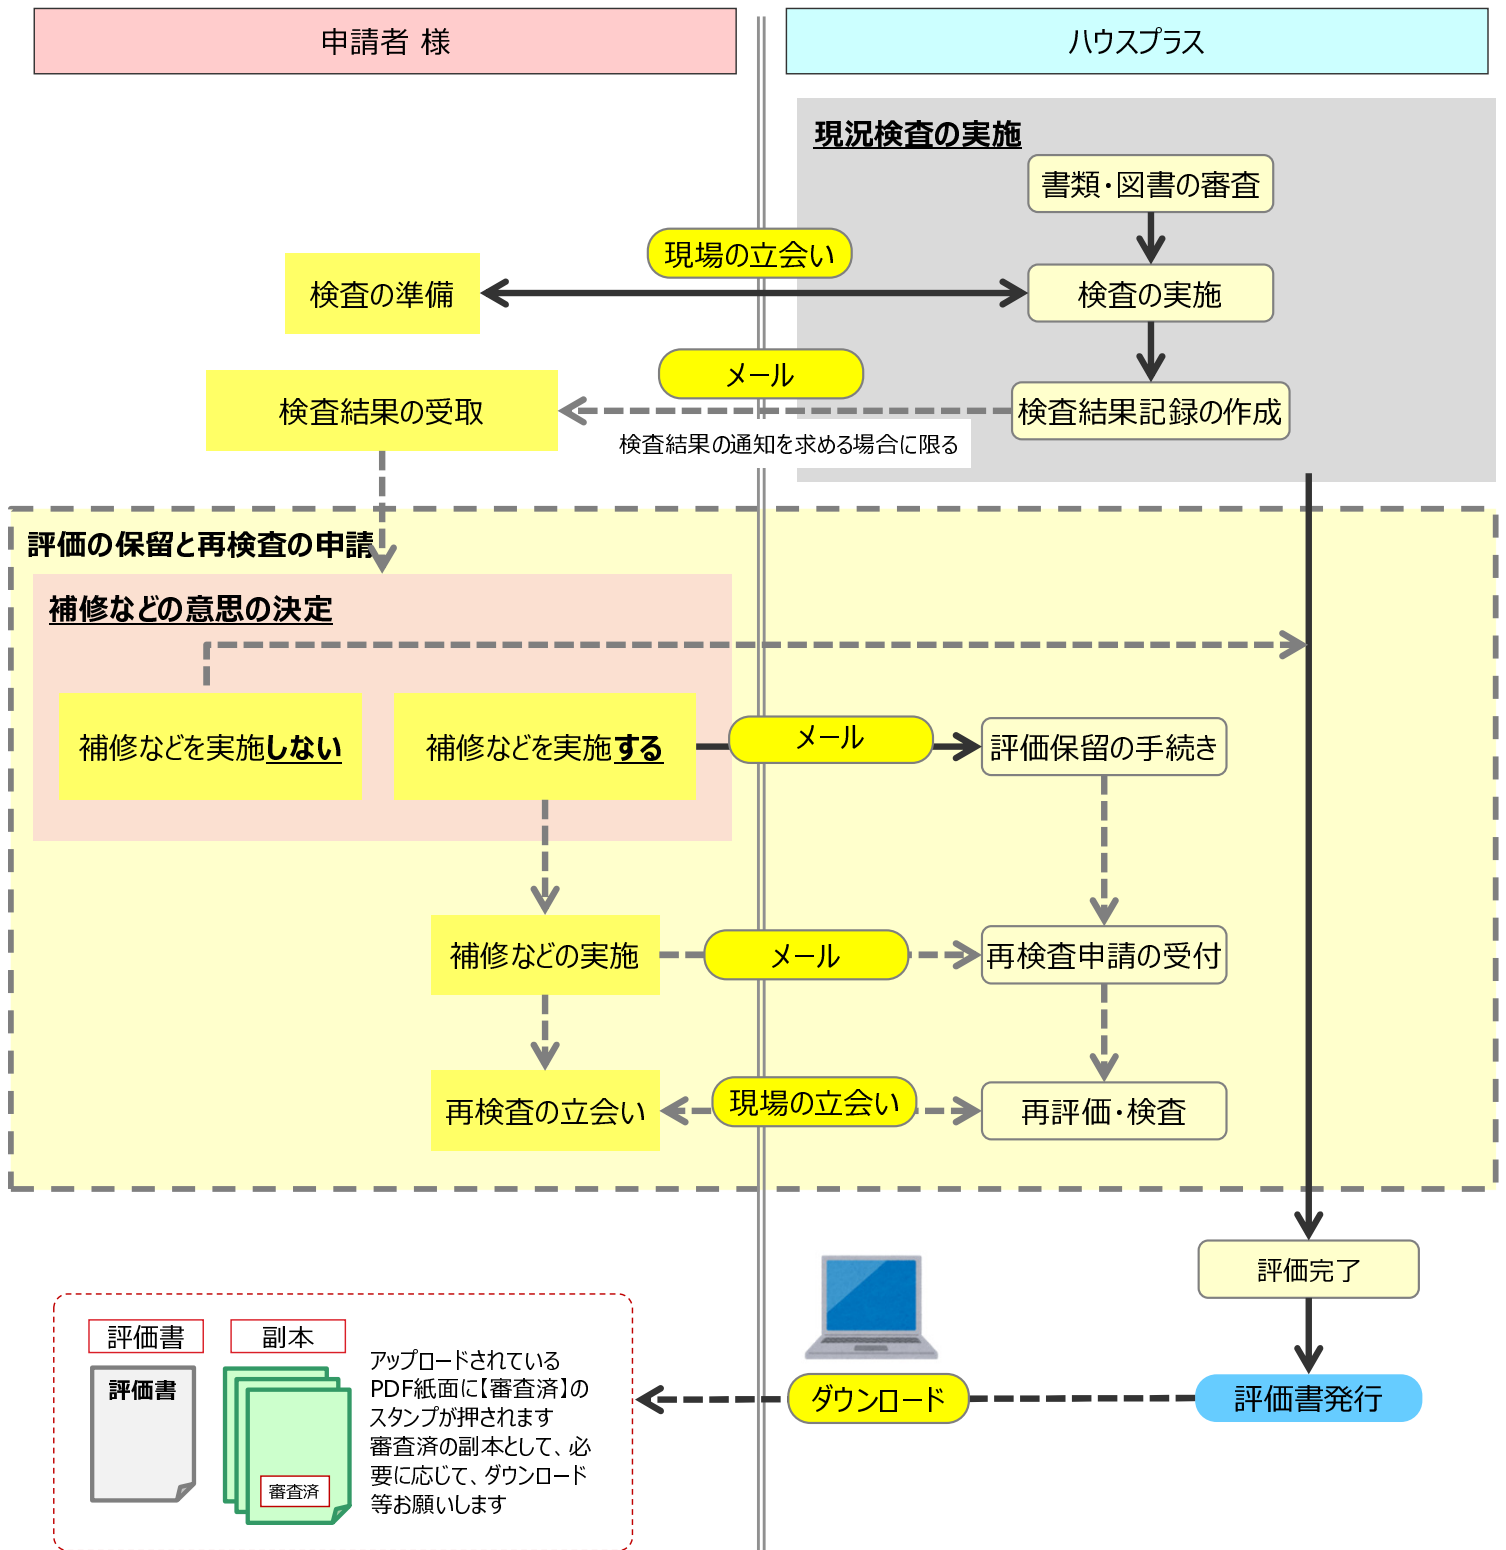 申請者 様
ハウスプラス
現況検査の実施
書類・図書の審査
現場の立会い
検査の準備
検査の実施
メール
検査結果の受取
検査結果記録の作成
検査結果の通知を求める場合に限る
評価の保留と再検査の申請
補修などの意思の決定
補修などを実施しない
補修などを実施する
メール
評価保留の手続き
補修などの実施
メール
再検査申請の受付
再検査の立会い
現場の立会い
再評価・検査
評価完了
評価書
副本
評価書
審査済
アップロードされている
PDF紙面に【審査済】の
スタンプが押されます
審査済の副本として、必
要に応じて、ダウンロード
等お願いします
ダウンロード
評価書発行